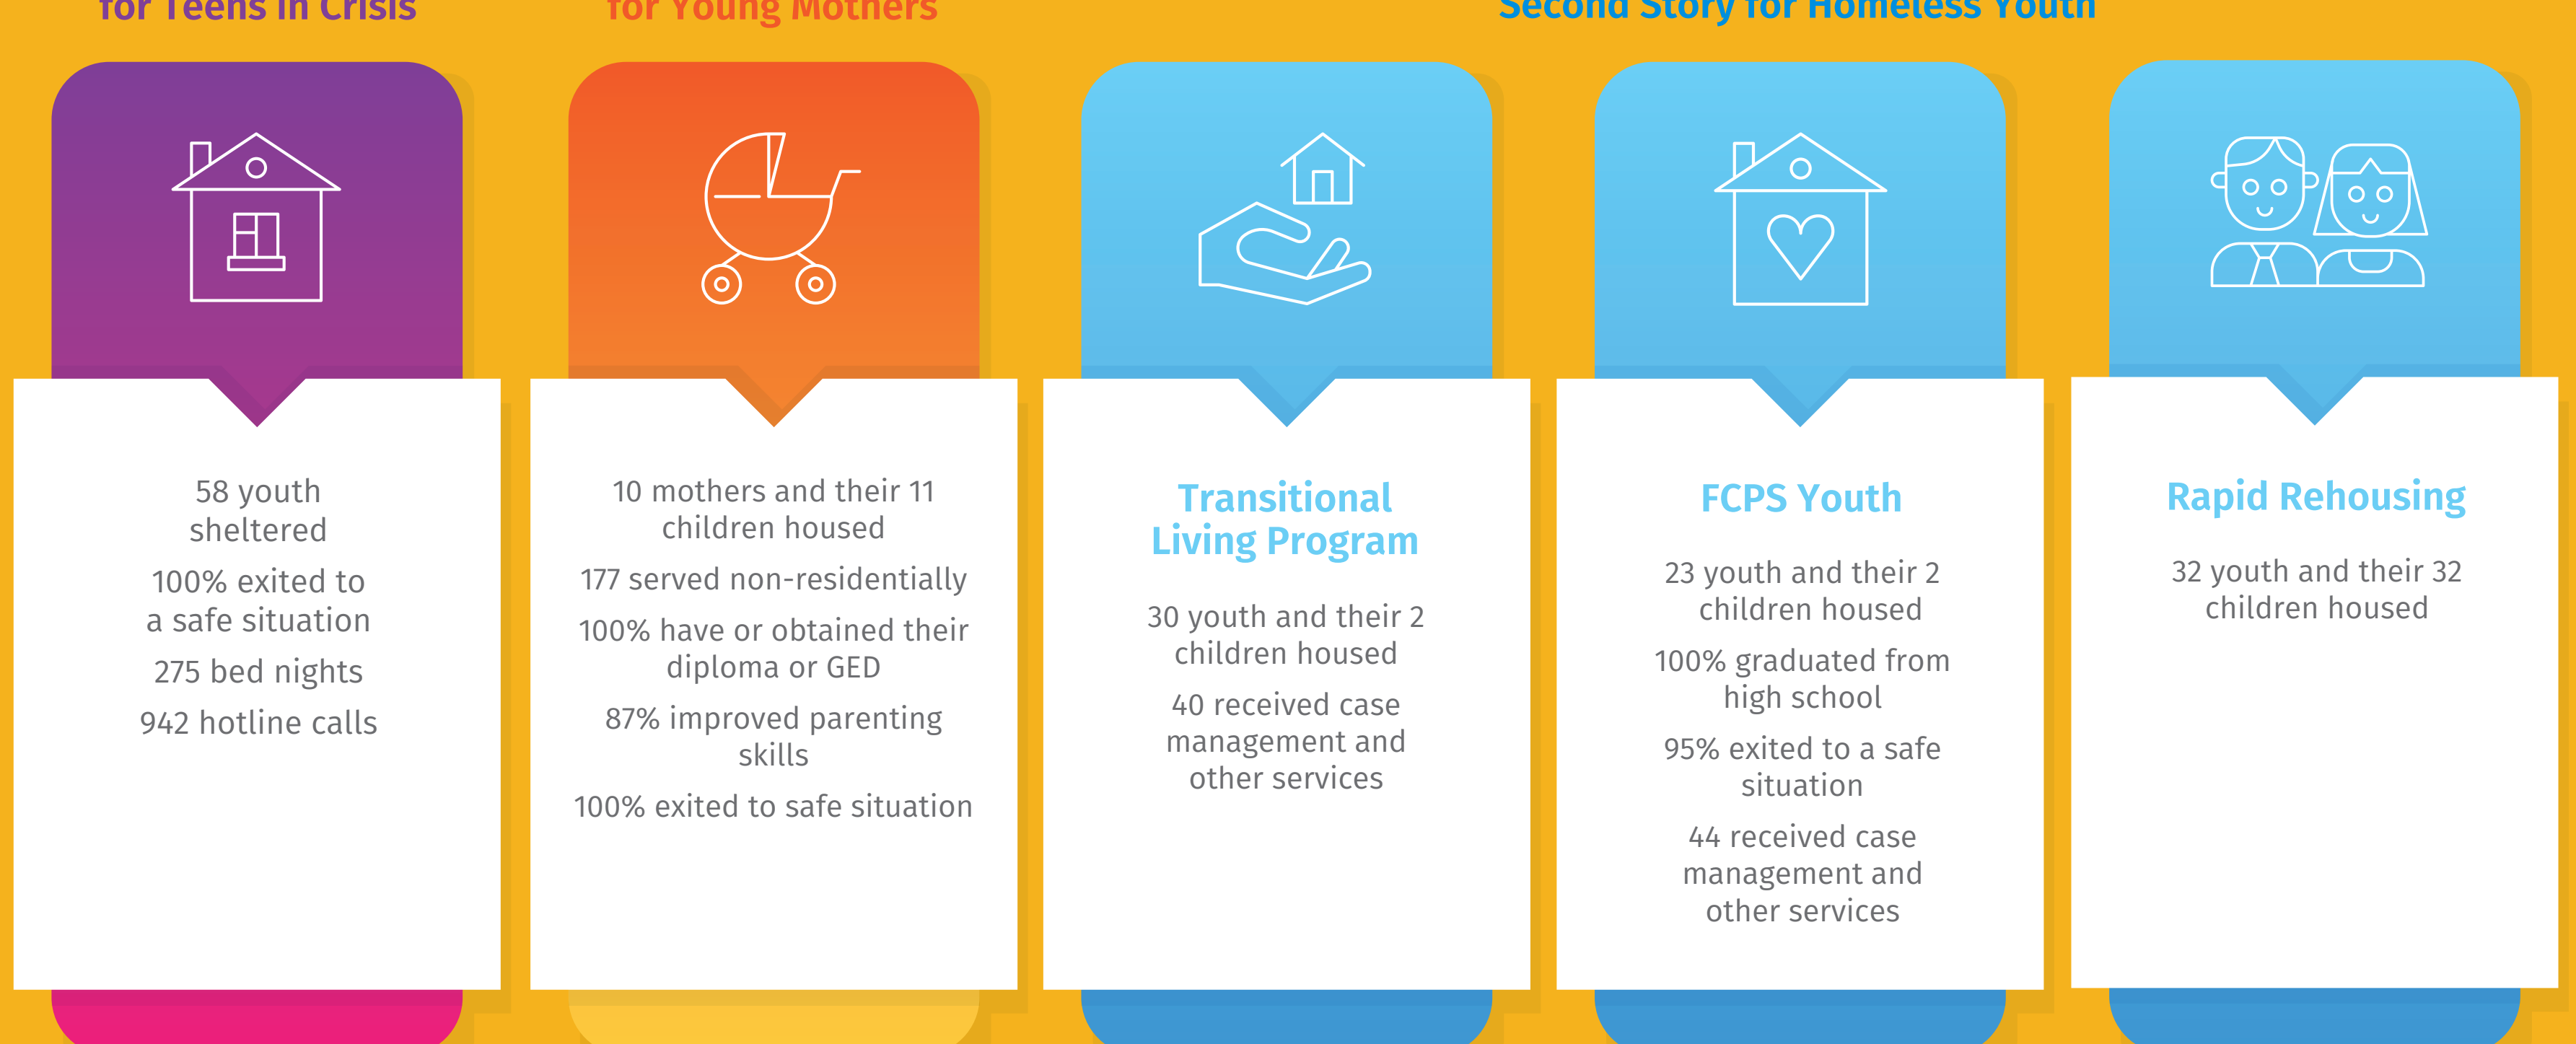 for Teens in Crisis
for Young Mothers
Second Story for Homeless Youth
58 youth
sheltered
100% exited to
a safe situation
275 bed nights
942 hotline calls
10 mothers and their 11
children housed
177 served non-residentially
100% have or obtained their
diploma or GED
87% improved parenting
skills
100% exited to safe situation
Transitional
Living Program
30 youth and their 2
children housed
40 received case
management and
other services
FCPS Youth
23 youth and their 2
children housed
100% graduated from
high school
95% exited to a safe
situation
44 received case
management and
other services
Rapid Rehousing
32 youth and their 32
children housed